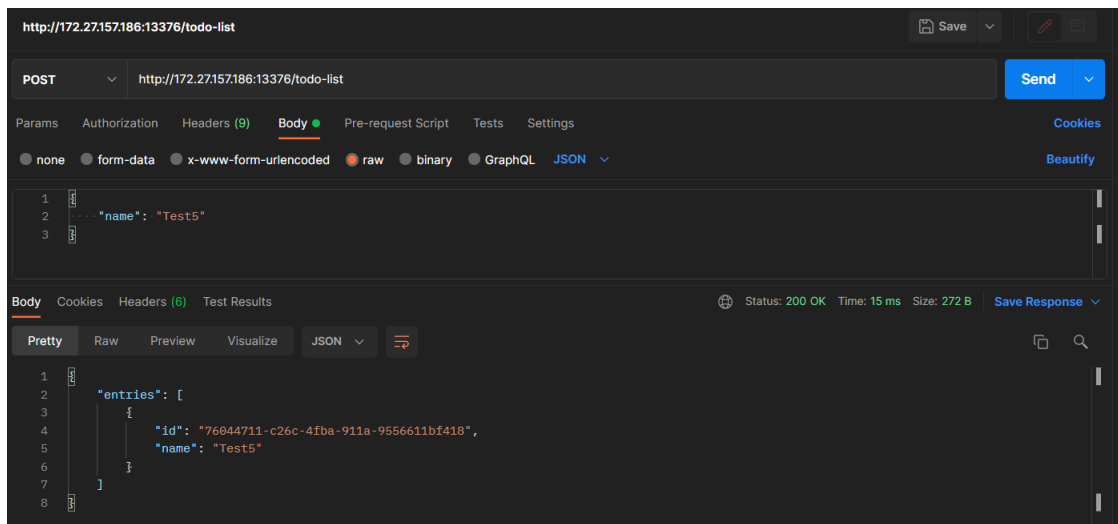 http://172.27.157.186:13376/todo-list Save
POST http://172.27.157.186:13376/todo-list Send
Params Authorization Headers (9) Body Pre-request Script Tests Settings Cookies
none form-data x-www-form-urlencoded raw binary GraphQL JSON Beautify
1 {
2 ····"name":·"Test5"
3 }
Body Cookies Headers (6) Test Results Status: 200 OK Time: 15 ms Size: 272 B Save Response
Pretty Raw Preview Visualize JSON
1 {
2 "entries": [
3 {
4 "id": "76044711-c26c-4fba-911a-9556611bf418",
5 "name": "Test5"
6 }
7 ]
8 }